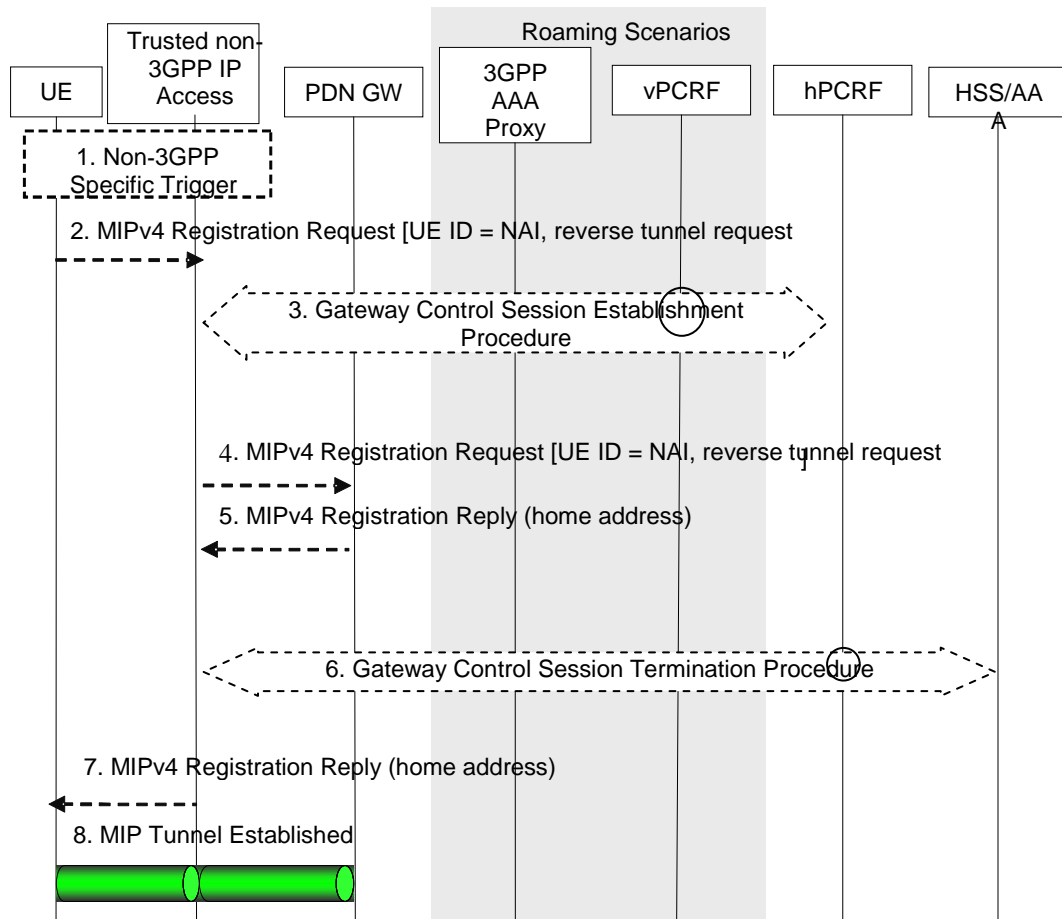 Roaming Scenarios
UE
Trusted non-
3GPP IP
Access
PDN GW
3GPP
AAA
Proxy
vPCRF
hPCRF
HSS/AA
A
1. Non-3GPP
Specific Trigger
2. MIPv4 Registration Request [UE ID = NAI, reverse tunnel request
3. Gateway Control Session Establishment
Procedure
4. MIPv4 Registration Request [UE ID = NAI, reverse tunnel request
]
5. MIPv4 Registration Reply (home address)
6. Gateway Control Session Termination Procedure
7. MIPv4 Registration Reply (home address)
8. MIP Tunnel Established